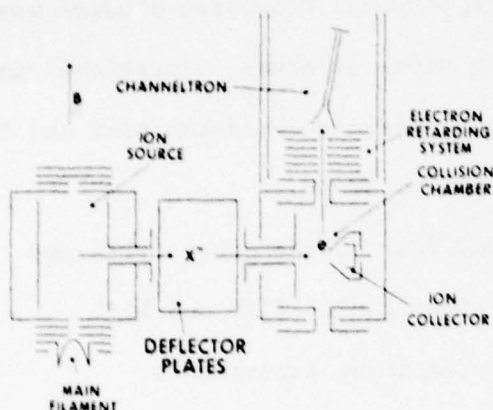 CHANNELTRON
B
ELECTRON
RETARDING
SYSTEM
ION
SOURCE
COLLISION
CHAMBER
X⁻
e
ION
COLLECTOR
DEFLECTOR
PLATES
MAIN
FILAMENT